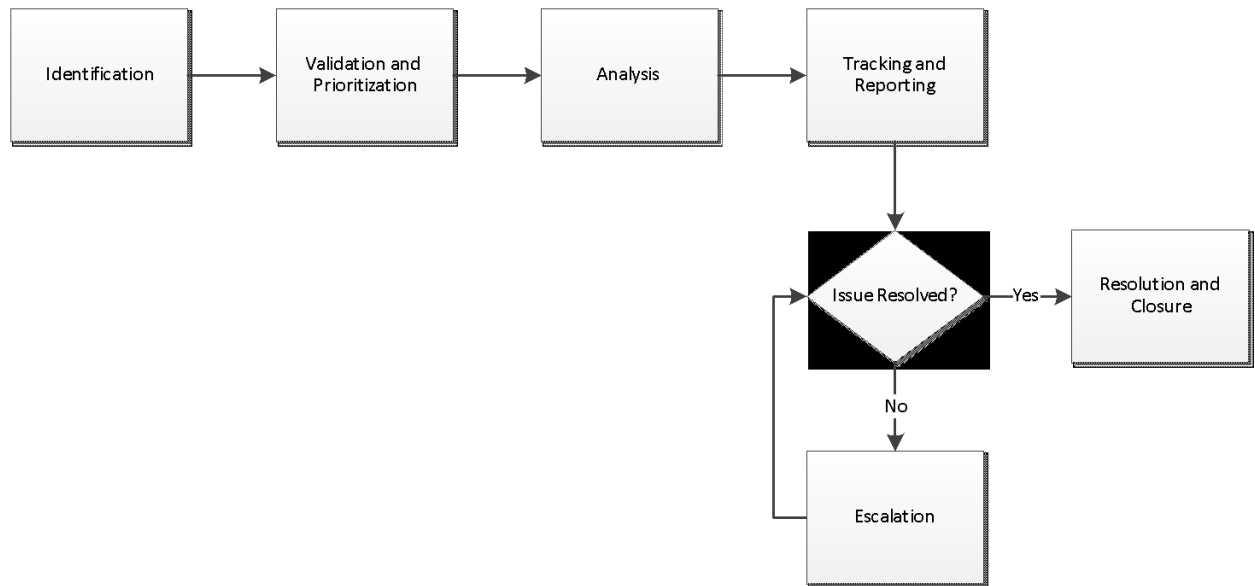 Identification
Validation and
Prioritization
Analysis
Tracking and
Reporting
Issue Resolved?
Yes
Resolution and
Closure
No
Escalation